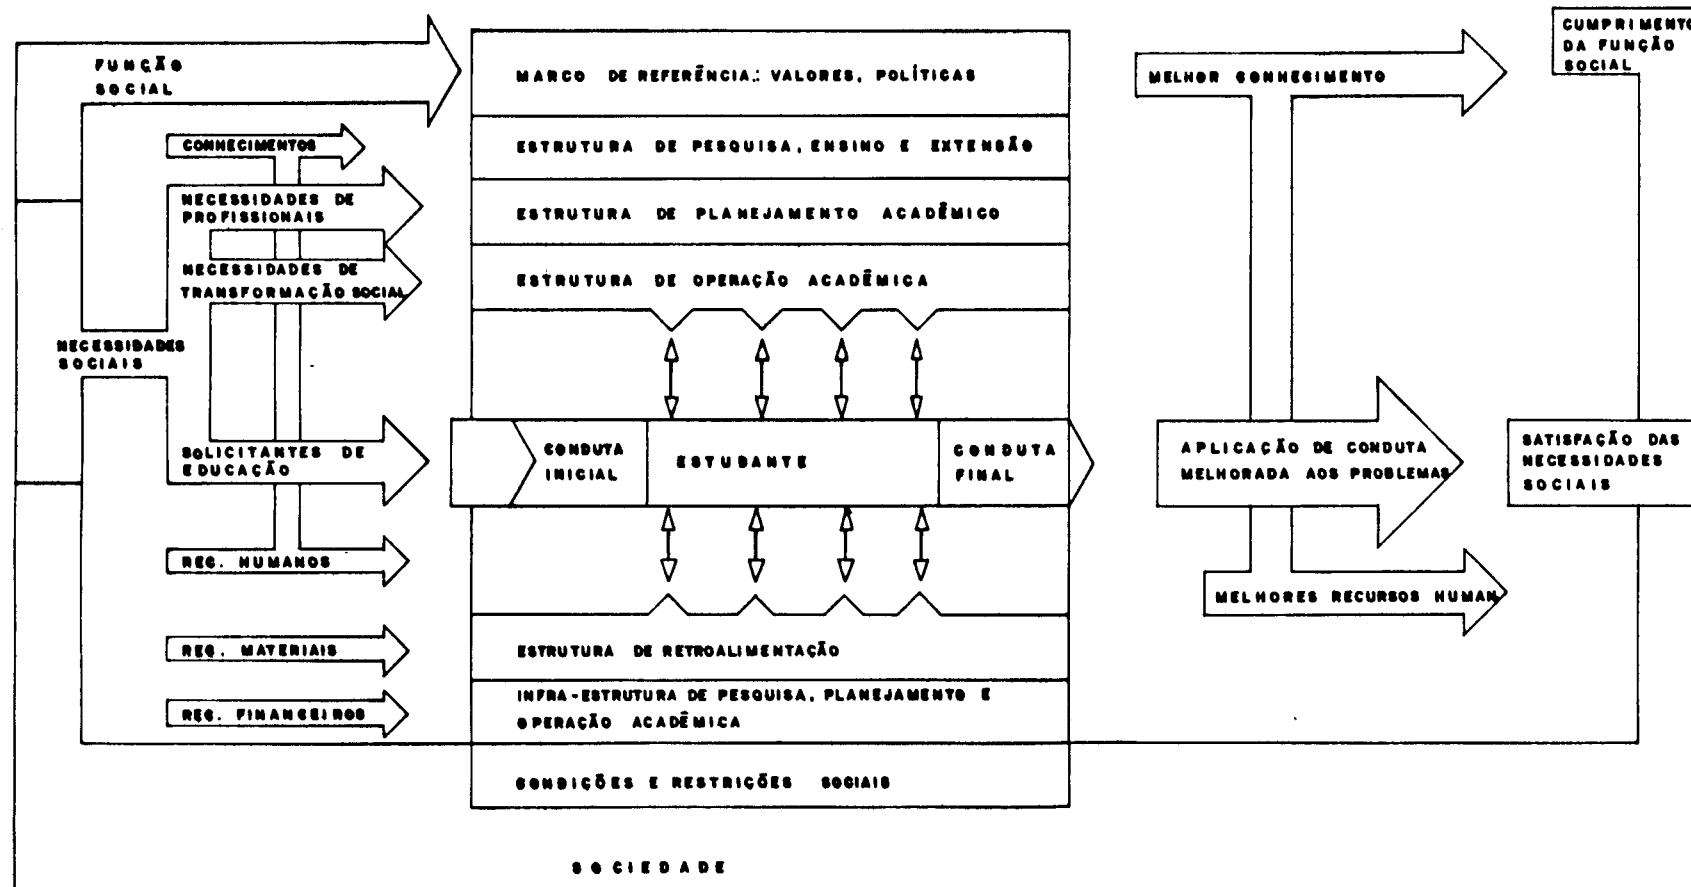 FUNÇÃO
SOCIAL
CONHECIMENTOS
NECESSIDADES DE
PROFISSIONAIS
NECESSIDADES DE
TRANSFORMAÇÃO SOCIAL
NECESSIDADES
SOCIAIS
SOLICITANTES DE
EDUCAÇÃO
REC. HUMANOS
REC. MATERIAIS
REC. FINANCEIROS
MARCO DE REFERÊNCIA: VALORES, POLÍTICAS
ESTRUTURA DE PESQUISA, ENSINO E EXTENSÃO
ESTRUTURA DE PLANEJAMENTO ACADÊMICO
ESTRUTURA DE OPERAÇÃO ACADÊMICA
CONDUTA
INICIAL
ESTUDANTE
CONDUTA
FINAL
ESTRUTURA DE RETROALIMENTAÇÃO
INFRA-ESTRUTURA DE PESQUISA, PLANEJAMENTO E
OPERAÇÃO ACADÊMICA
CONDIÇÕES E RESTRIÇÕES SOCIAIS
MELHOR CONHECIMENTO
APLICAÇÃO DE CONDUTA
MELHORADA AOS PROBLEMAS
MELHORES RECURSOS HUMAN.
CUMPRIMENTO
DA FUNÇÃO
SOCIAL
SATISFAÇÃO DAS
NECESSIDADES
SOCIAIS
SOCIEDADE